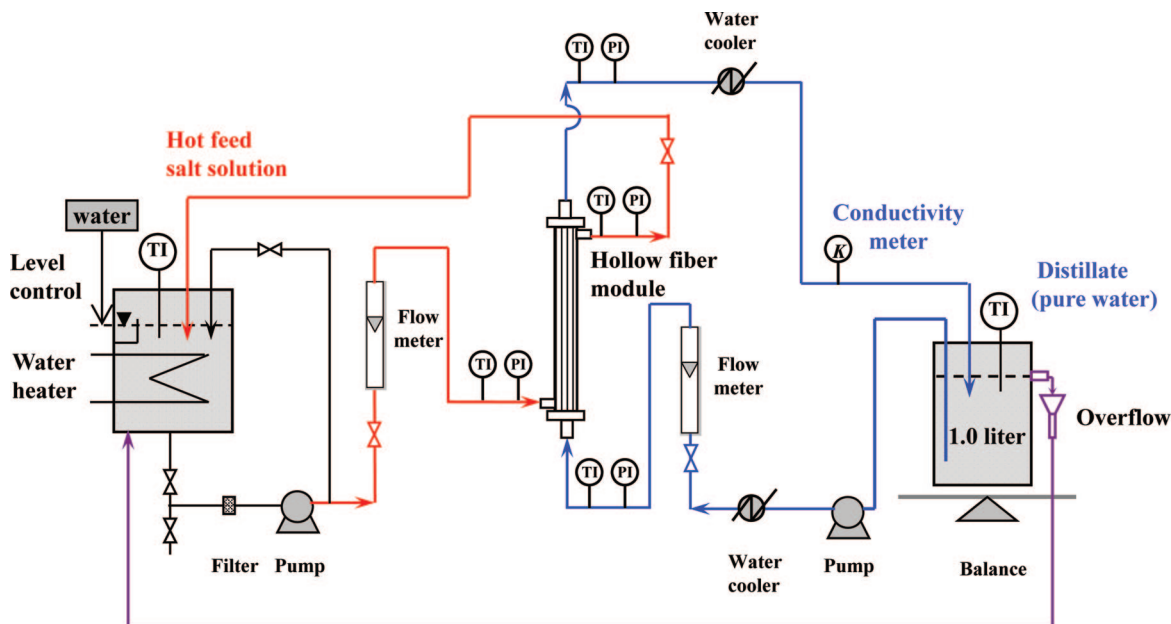 Water
cooler
TI
PI
Hot feed
salt solution
water
TI
Level
control
TI
PI
Hollow fiber
module
Conductivity
meter
K
Distillate
(pure water)
TI
Flow
meter
Water
heater
TI
PI
Flow
meter
Overflow
1.0 liter
TI
PI
Filter
Pump
Water
cooler
Pump
Balance